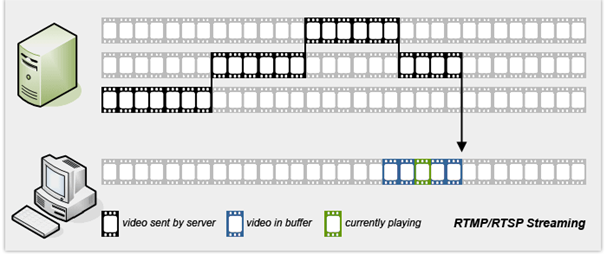 video sent by server
video in buffer
currently playing
RTMP/RTSP Streaming